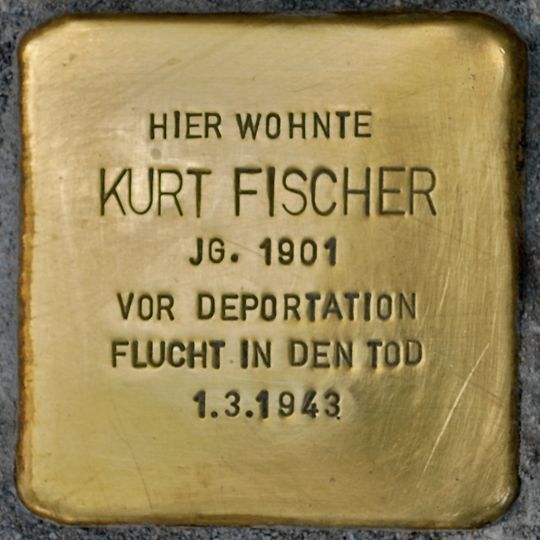 HIER WOHNTE
KURT FISCHER
JG. 1901
VOR DEPORTATION
FLUCHT IN DEN TOD
1.3.1943